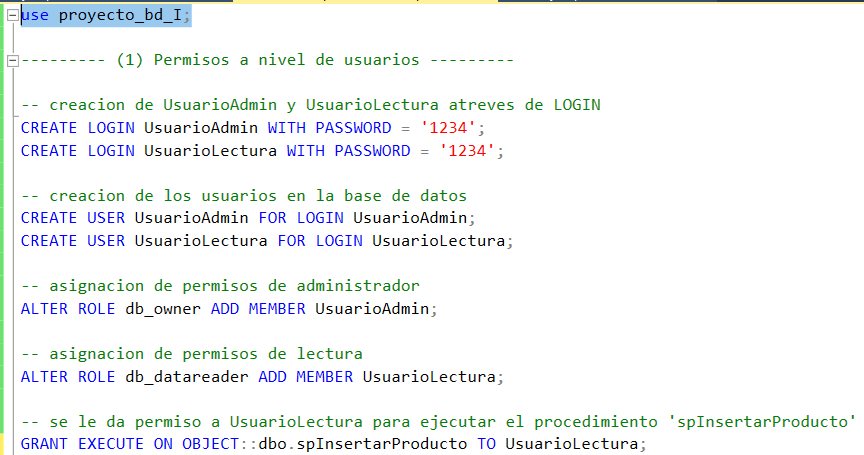 use proyecto_bd_I;
--------- (1) Permisos a nivel de usuarios ---------
-- creacion de UsuarioAdmin y UsuarioLectura atreves de LOGIN
CREATE LOGIN UsuarioAdmin WITH PASSWORD = '1234';
CREATE LOGIN UsuarioLectura WITH PASSWORD = '1234';
-- creacion de los usuarios en la base de datos
CREATE USER UsuarioAdmin FOR LOGIN UsuarioAdmin;
CREATE USER UsuarioLectura FOR LOGIN UsuarioLectura;
-- asignacion de permisos de administrador
ALTER ROLE db_owner ADD MEMBER UsuarioAdmin;
-- asignacion de permisos de lectura
ALTER ROLE db_datareader ADD MEMBER UsuarioLectura;
-- se le da permiso a UsuarioLectura para ejecutar el procedimiento 'spInsertarProducto'
GRANT EXECUTE ON OBJECT::dbo.spInsertarProducto TO UsuarioLectura;